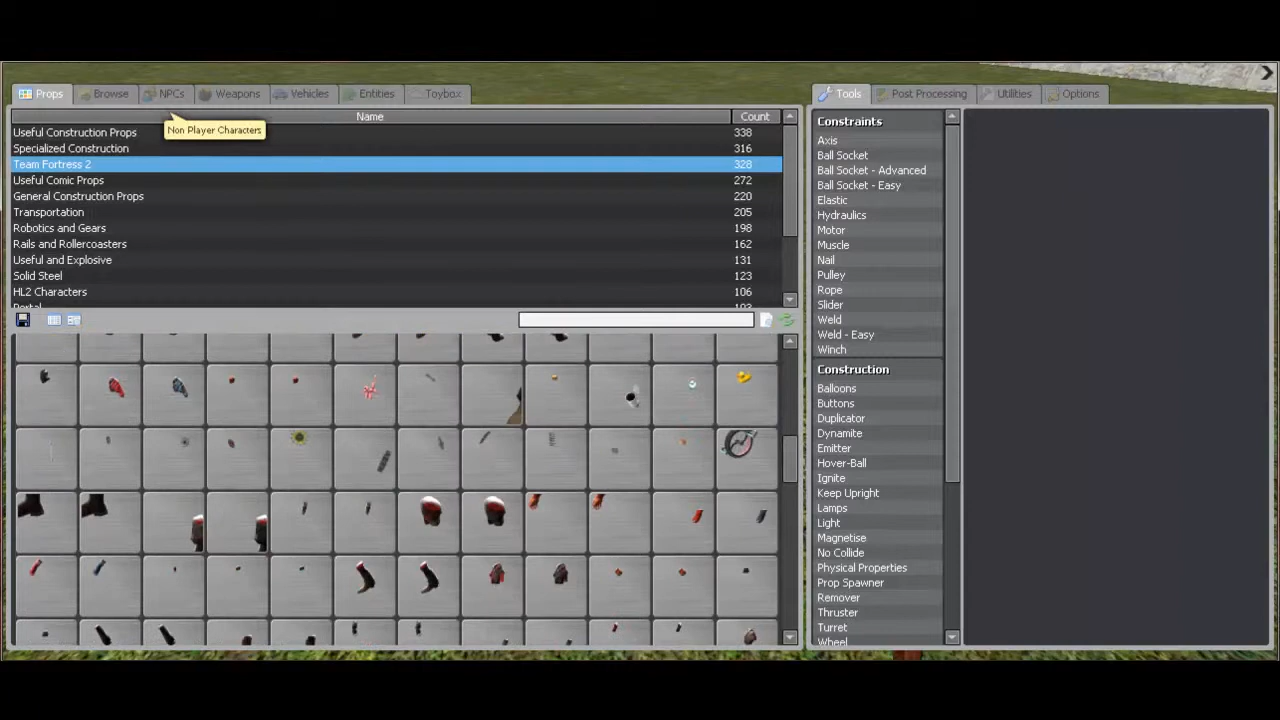 Props Browse NPCs Weapons Vehicles Entities Toybox
Name Count
Non Player Characters
Useful Construction Props 338
Specialized Construction 316
Team Fortress 2 328
Useful Comic Props 272
General Construction Props 220
Transportation 205
Robotics and Gears 198
Rails and Rollercoasters 162
Useful and Explosive 131
Solid Steel 123
HL2 Characters 106
Portal 103
Tools Post Processing Utilities Options
Constraints
Axis
Ball Socket
Ball Socket - Advanced
Ball Socket - Easy
Elastic
Hydraulics
Motor
Muscle
Nail
Pulley
Rope
Slider
Weld
Weld - Easy
Winch
Construction
Balloons
Buttons
Duplicator
Dynamite
Emitter
Hover-Ball
Ignite
Keep Upright
Lamps
Light
Magnetise
No Collide
Physical Properties
Prop Spawner
Remover
Thruster
Turret
Wheel